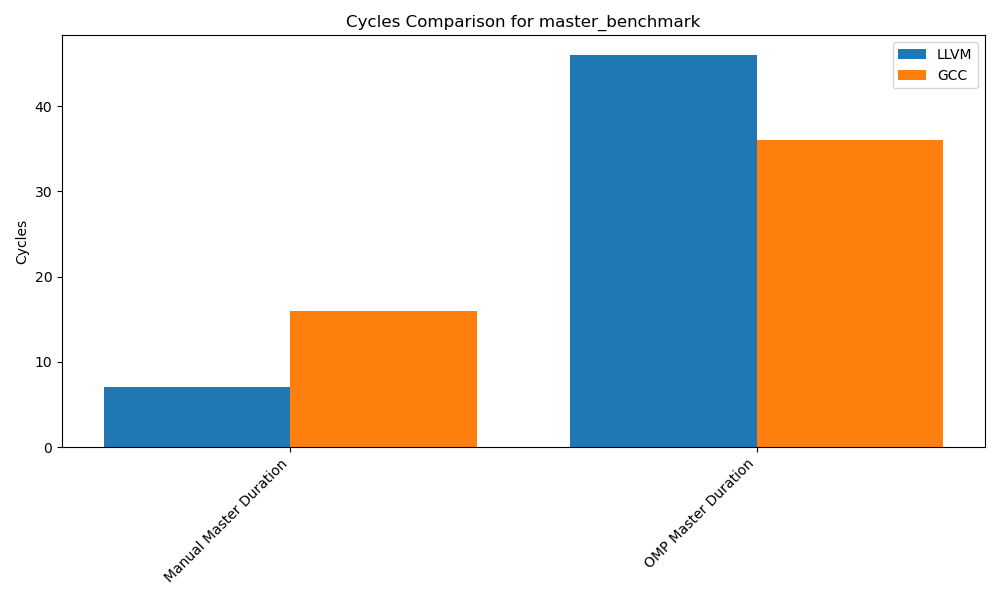 Cycles Comparison for master_benchmark
LLVM
GCC
Cycles
40
30
20
10
0
Manual Master Duration
OMP Master Duration